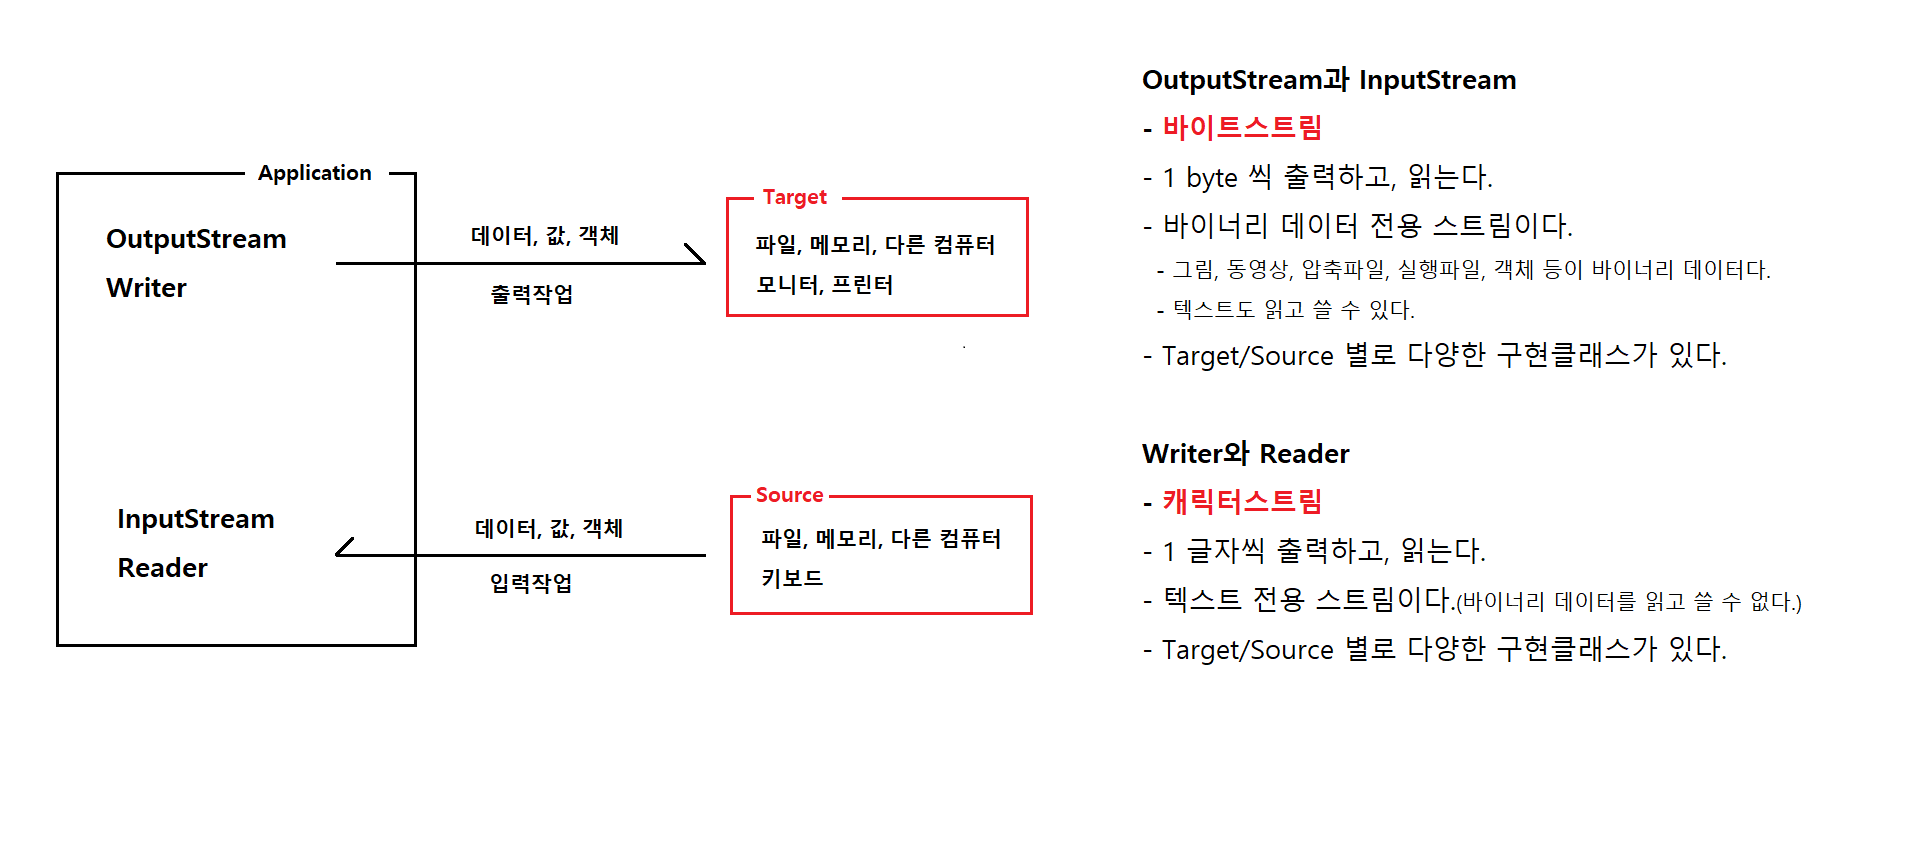 Application
OutputStream
Writer
데이터, 값, 객체
출력작업
Target
파일, 메모리, 다른 컴퓨터
모니터, 프린터
InputStream
Reader
데이터, 값, 객체
입력작업
Source
파일, 메모리, 다른 컴퓨터
키보드
OutputStream과 InputStream
- 바이트스트림
- 1 byte 씩 출력하고, 읽는다.
- 바이너리 데이터 전용 스트림이다.
- 그림, 동영상, 압축파일, 실행파일, 객체 등이 바이너리 데이터다.
- 텍스트도 읽고 쓸 수 있다.
- Target/Source 별로 다양한 구현클래스가 있다.
Writer와 Reader
- 캐릭터스트림
- 1 글자씩 출력하고, 읽는다.
- 텍스트 전용 스트림이다.(바이너리 데이터를 읽고 쓸 수 없다.)
- Target/Source 별로 다양한 구현클래스가 있다.